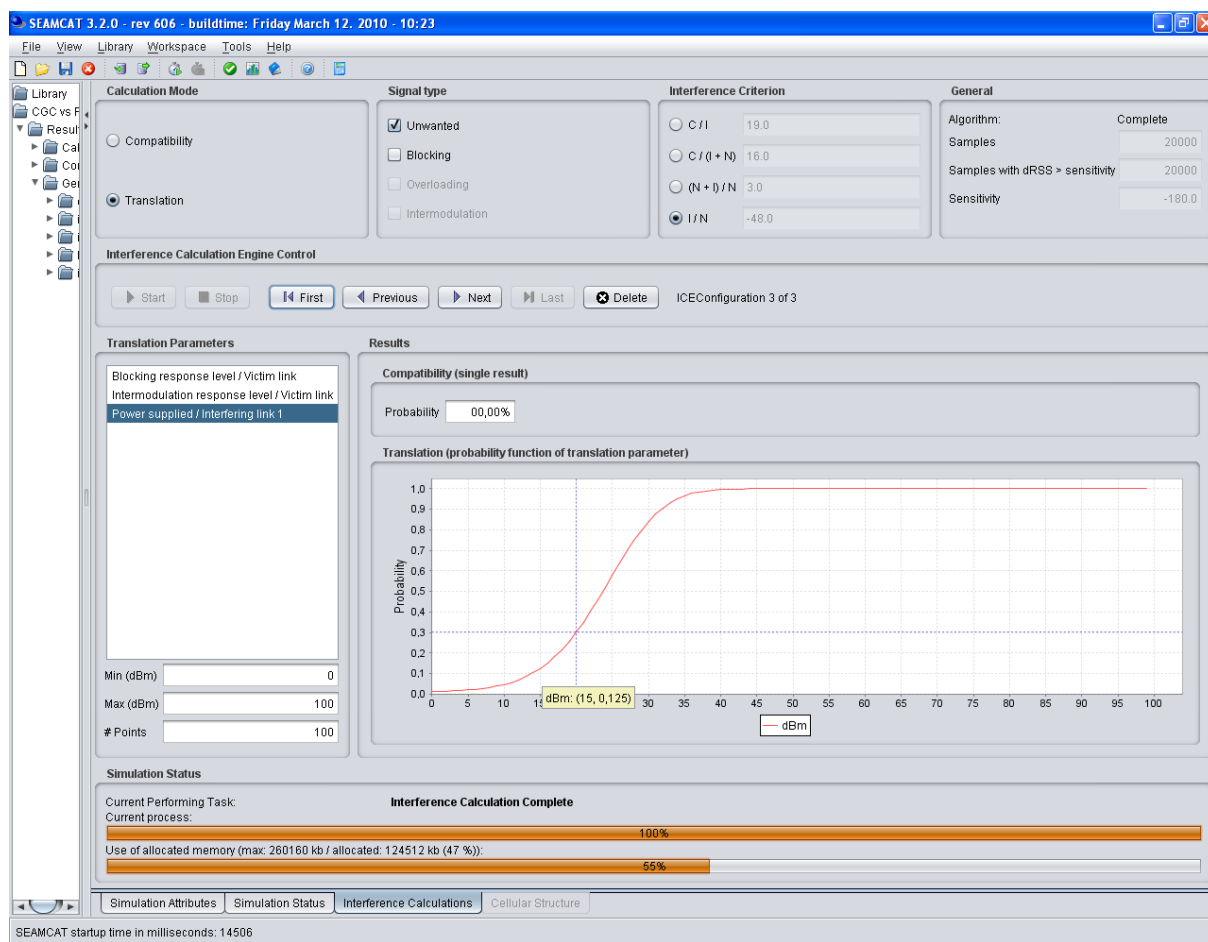 SEAMCAT 3.2.0 - rev 606 - buildtime: Friday March 12. 2010 - 10:23
File View Library Workspace Tools Help
Library
CGC vs F
Resul
Cal
Co
Ge
Calculation Mode
Compatibility
Translation
Signal type
Unwanted
Blocking
Overloading
Intermodulation
Interference Criterion
C / I 19.0
C / (I + N) 16.0
(N + I) / N 3.0
I / N -48.0
General
Algorithm: Complete
Samples 20000
Samples with dRSS > sensitivity 20000
Sensitivity -180.0
Interference Calculation Engine Control
Start Stop First Previous Next Last Delete ICEConfiguration 3 of 3
Translation Parameters
Blocking response level / Victim link
Intermodulation response level / Victim link
Power supplied / Interfering link 1
Min (dBm) 0
Max (dBm) 100
# Points 100
Results
Compatibility (single result)
Probability 00,00%
Translation (probability function of translation parameter)
Probability
1,0
0,9
0,8
0,7
0,6
0,5
0,4
0,3
0,2
0,1
0,0
dBm: (15, 0,125)
0 5 10 30 35 40 45 50 55 60 65 70 75 80 85 90 95 100
dBm
Simulation Status
Current Performing Task: Interference Calculation Complete
Current process:
100%
Use of allocated memory (max: 260160 kb / allocated: 124512 kb (47 %)):
55%
Simulation Attributes Simulation Status Interference Calculations Cellular Structure
SEAMCAT startup time in milliseconds: 14506